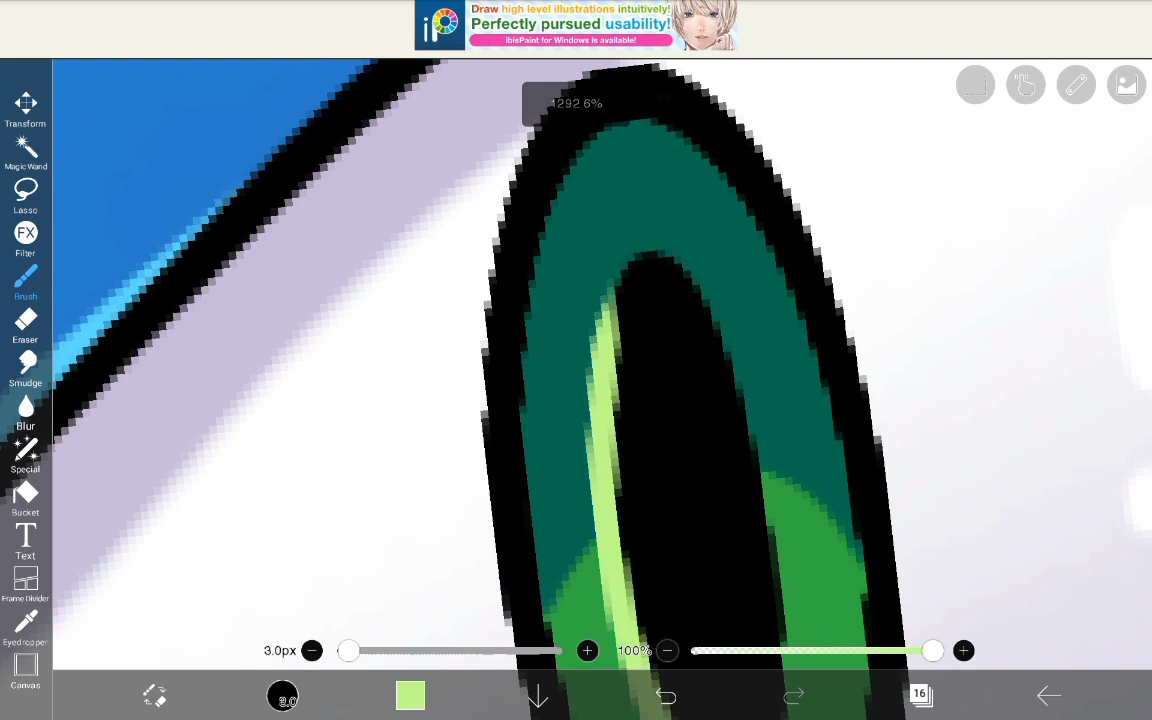 Draw high level illustrations intuitively!
iP
Perfectly pursued usability!
ibisPaint for Windows is available!
1292.6%
Transform
Magic Wand
Lasso
FX
Filter
Brush
Eraser
Smudge
Blur
Special
Bucket
T
Text
Frame Divider
Eyedropper
Canvas
3.0px
100%
3.0
16